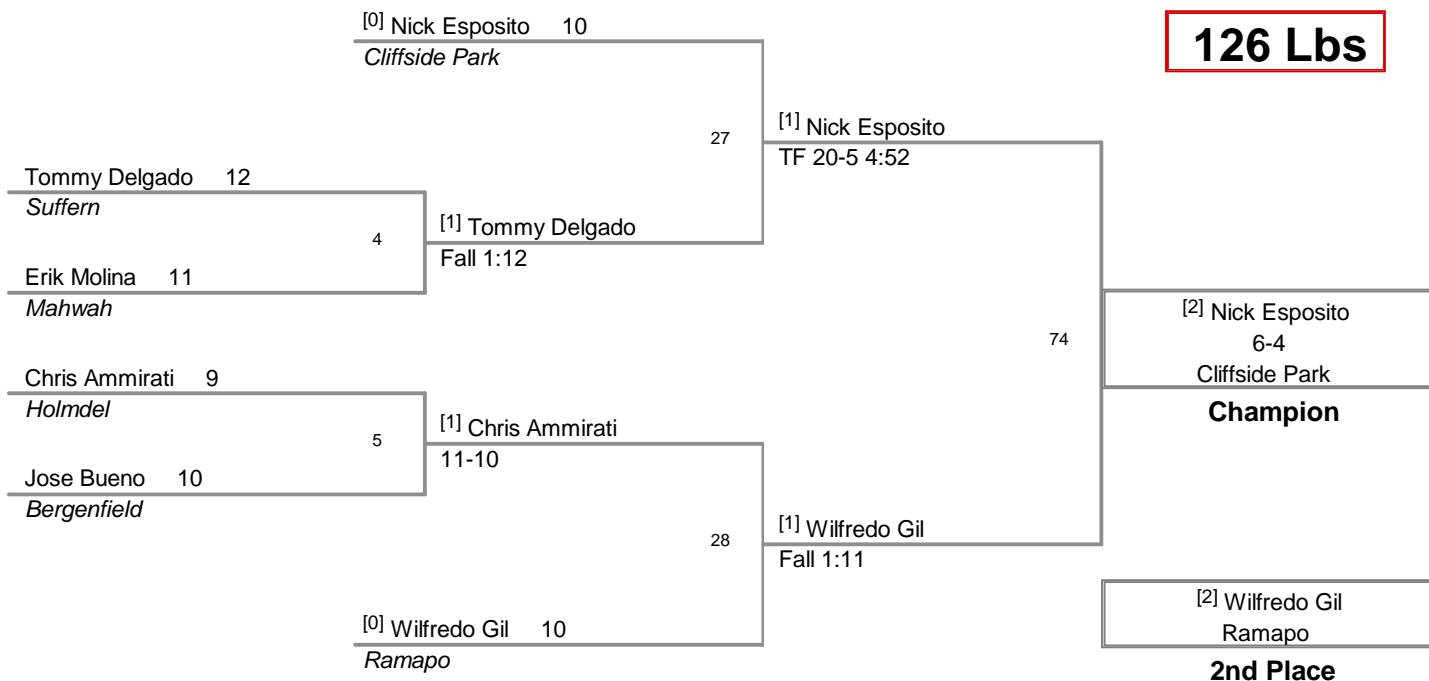 [0] Nick Esposito 10
Cliffside Park
126 Lbs
27
[1] Nick Esposito
TF 20-5 4:52
Tommy Delgado 12
Suffern
4
[1] Tommy Delgado
Fall 1:12
Erik Molina 11
Mahwah
74
[2] Nick Esposito
6-4
Cliffside Park
Champion
Chris Ammirati 9
Holmdel
5
[1] Chris Ammirati
11-10
Jose Bueno 10
Bergenfield
28
[1] Wilfredo Gil
Fall 1:11
[0] Wilfredo Gil 10
Ramapo
[2] Wilfredo Gil
Ramapo
2nd Place